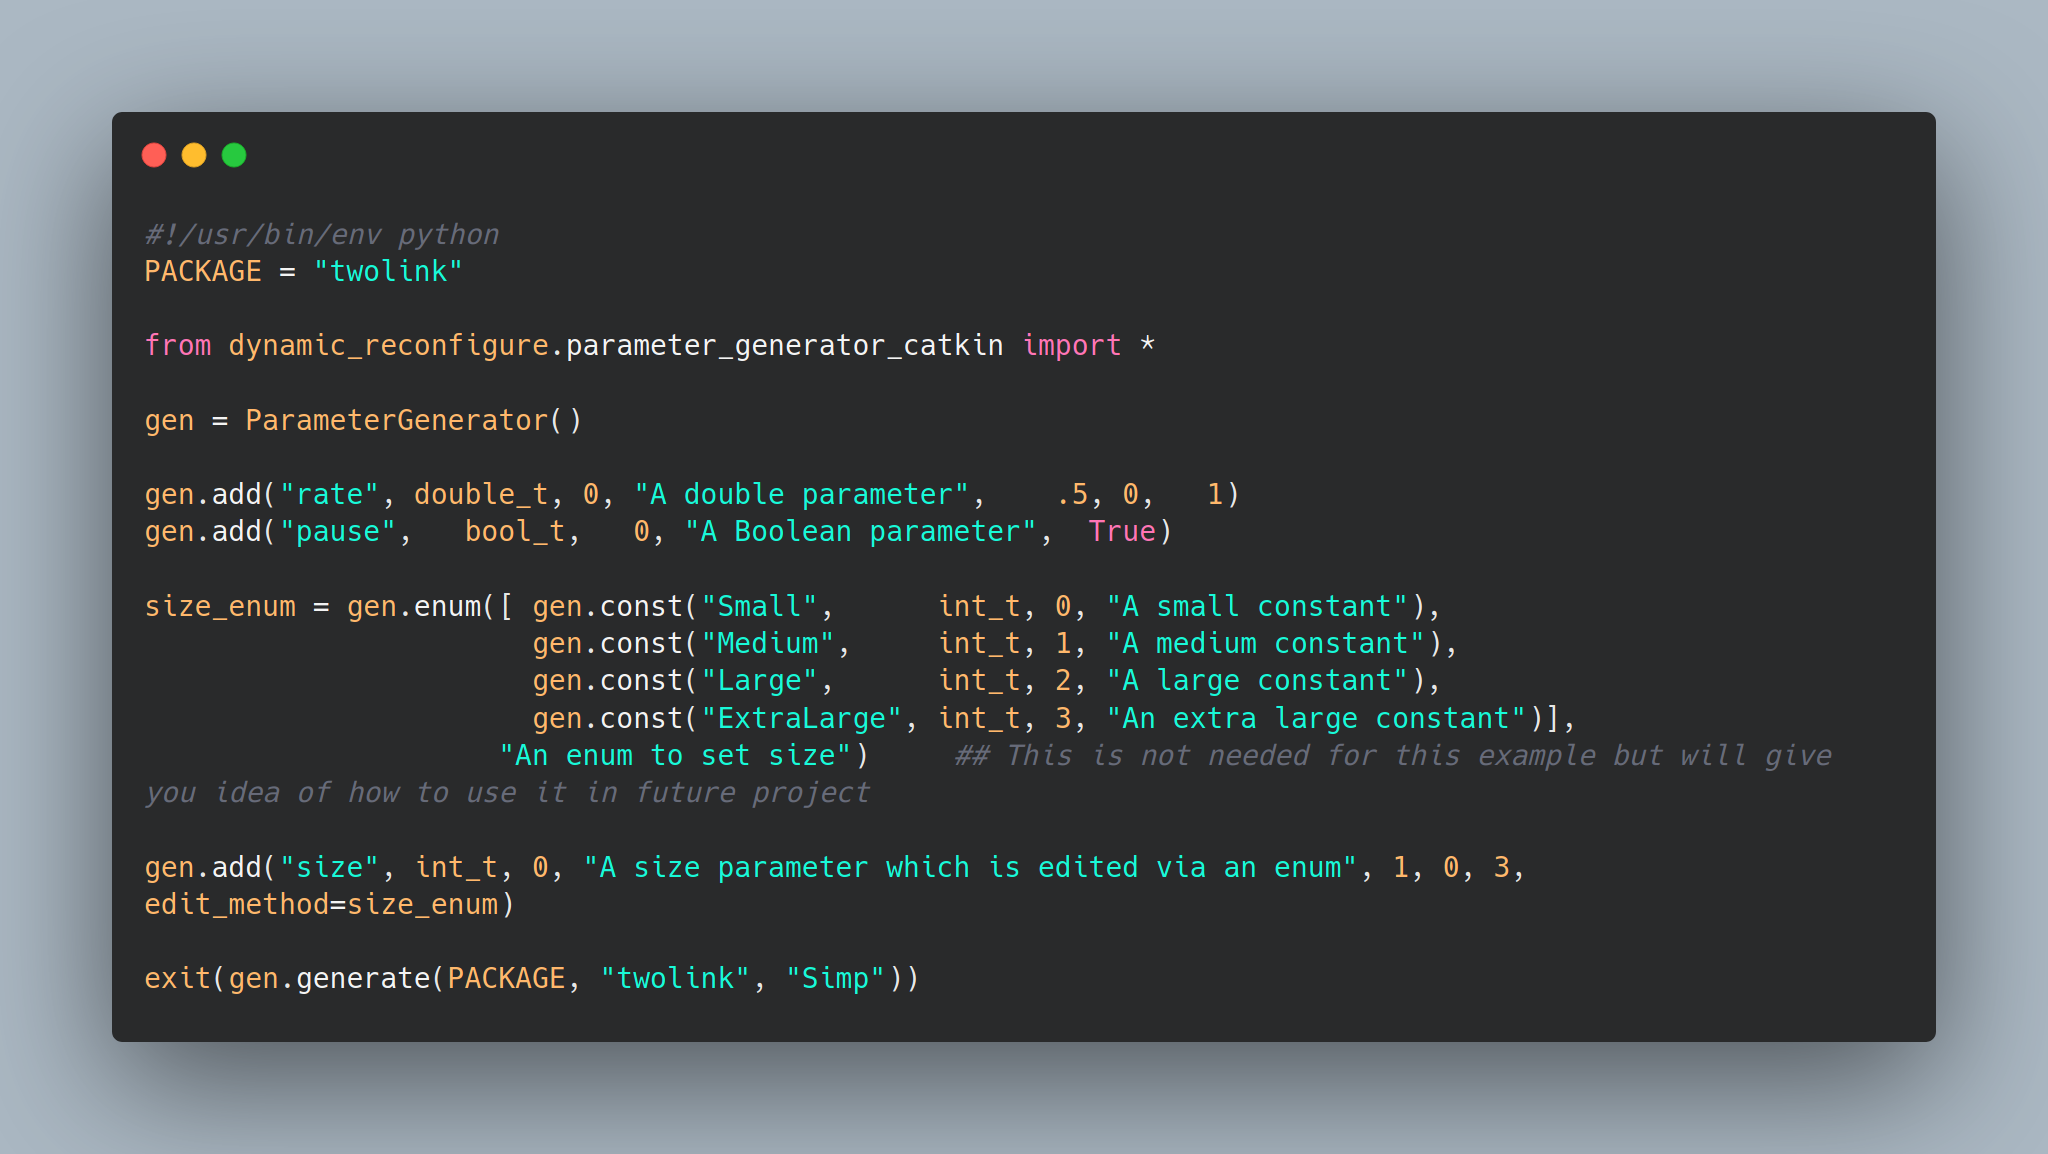 #!/usr/bin/env python
PACKAGE = "twolink"
from dynamic_reconfigure.parameter_generator_catkin import *
gen = ParameterGenerator()
gen.add("rate", double_t, 0, "A double parameter",    .5, 0,   1)
gen.add("pause",   bool_t,   0, "A Boolean parameter",  True)
size_enum = gen.enum([ gen.const("Small",      int_t, 0, "A small constant"),
                       gen.const("Medium",     int_t, 1, "A medium constant"),
                       gen.const("Large",      int_t, 2, "A large constant"),
                       gen.const("ExtraLarge", int_t, 3, "An extra large constant")],
                     "An enum to set size")     ## This is not needed for this example but will give
you idea of how to use it in future project
gen.add("size", int_t, 0, "A size parameter which is edited via an enum", 1, 0, 3,
edit_method=size_enum)
exit(gen.generate(PACKAGE, "twolink", "Simp"))